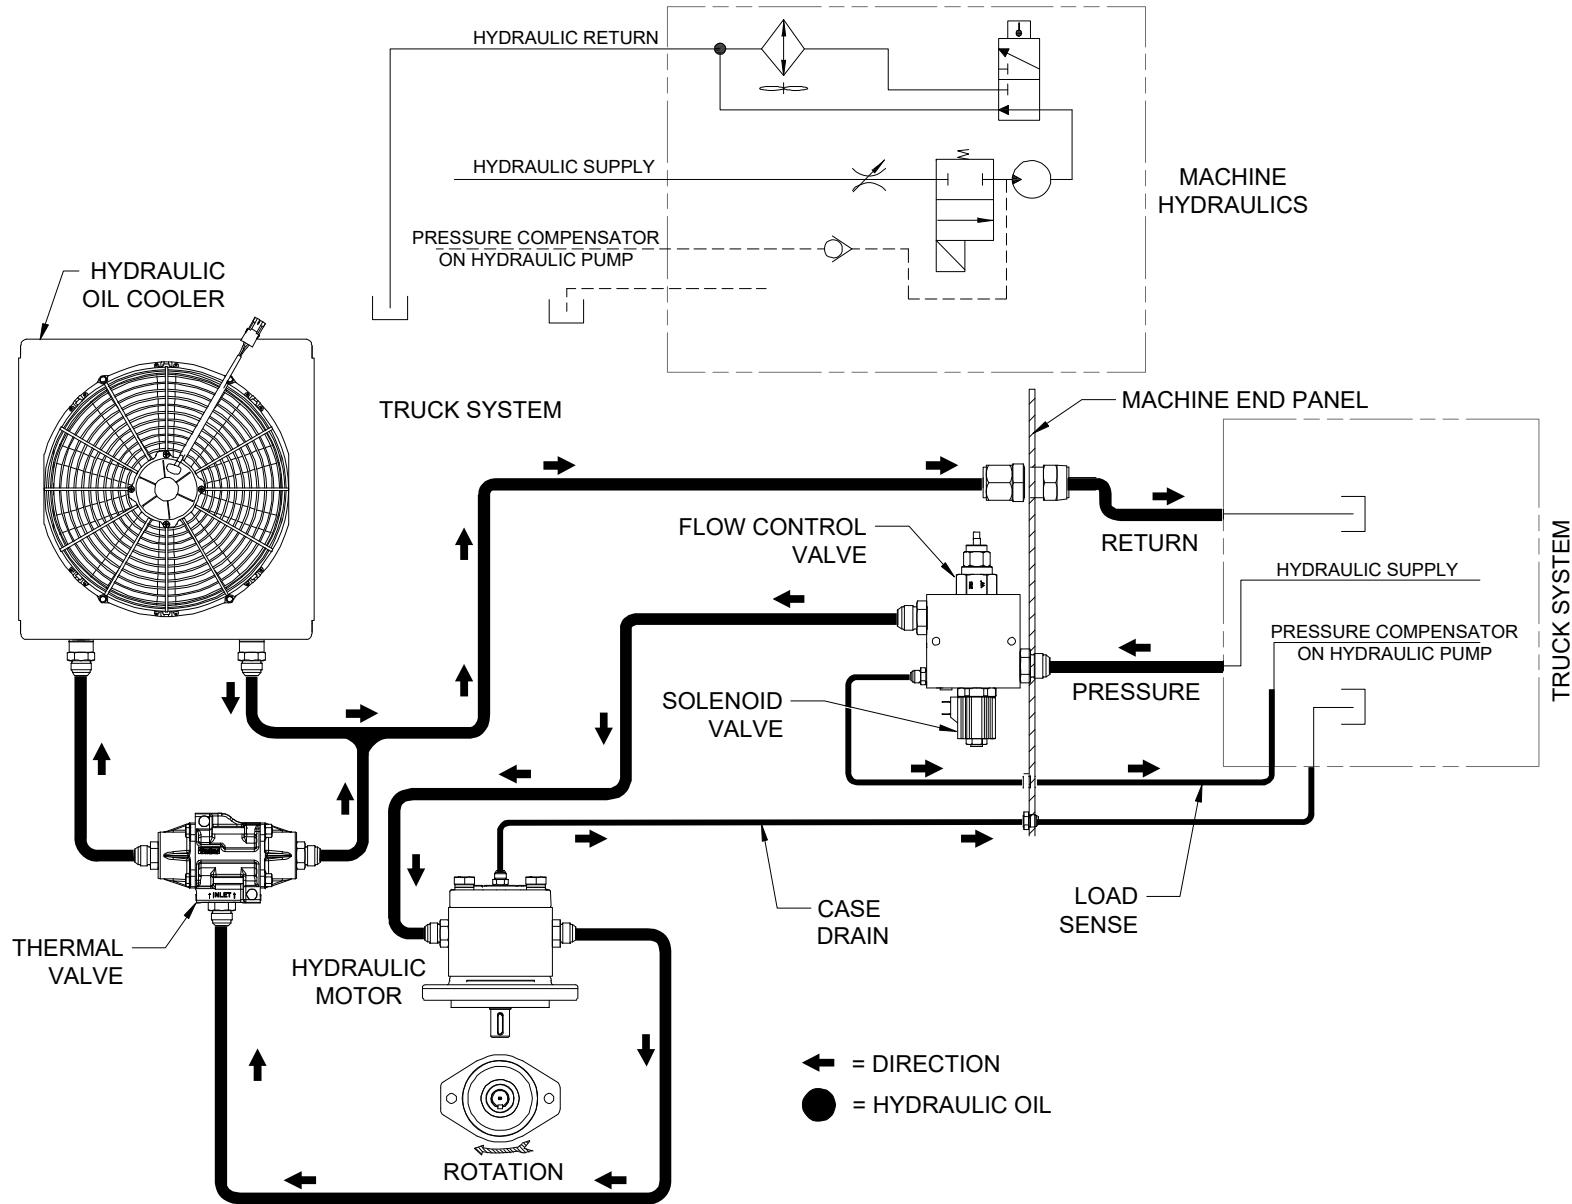 HYDRAULIC RETURN
HYDRAULIC SUPPLY
MACHINE
HYDRAULICS
PRESSURE COMPENSATOR
ON HYDRAULIC PUMP
HYDRAULIC
OIL COOLER
TRUCK SYSTEM
MACHINE END PANEL
FLOW CONTROL
VALVE
RETURN
HYDRAULIC SUPPLY
PRESSURE COMPENSATOR
ON HYDRAULIC PUMP
TRUCK SYSTEM
PRESSURE
SOLENOID
VALVE
INLET
THERMAL
VALVE
CASE
DRAIN
LOAD
SENSE
HYDRAULIC
MOTOR
= DIRECTION
= HYDRAULIC OIL
ROTATION